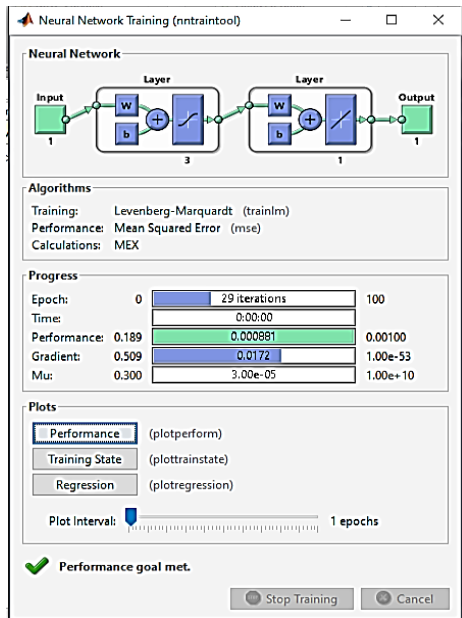 Neural Network Training (nntraintool)
Neural Network
Layer Layer
Input Output
W W
b b
1 3 1 1
Algorithms
Training: Levenberg-Marquardt (trainlm)
Performance: Mean Squared Error (mse)
Calculations: MEX
Progress
Epoch: 0 29 iterations 100
Time: 0:00:00
Performance: 0.189 0.000881 0.00100
Gradient: 0.509 0.0172 1.00e-53
Mu: 0.300 3.00e-05 1.00e+10
Plots
Performance (plotperform)
Training State (plottrainstate)
Regression (plotregression)
Plot Interval: 1 epochs
Performance goal met.
Stop Training Cancel